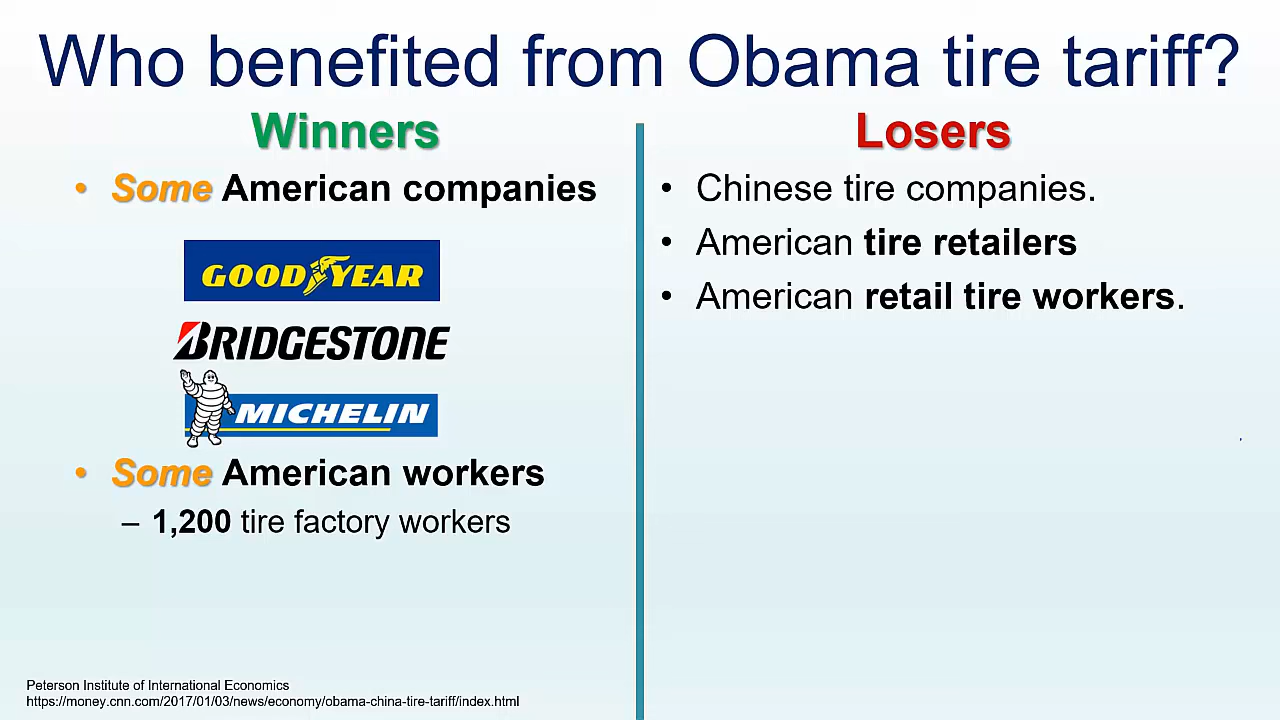 Who benefited from Obama tire tariff?
Winners
• Some American companies
GOODYEAR
BRIDGESTONE
MICHELIN
• Some American workers
– 1,200 tire factory workers
Losers
• Chinese tire companies.
• American tire retailers
• American retail tire workers.
Peterson Institute of International Economics
https://money.cnn.com/2017/01/03/news/economy/obama-china-tire-tariff/index.html